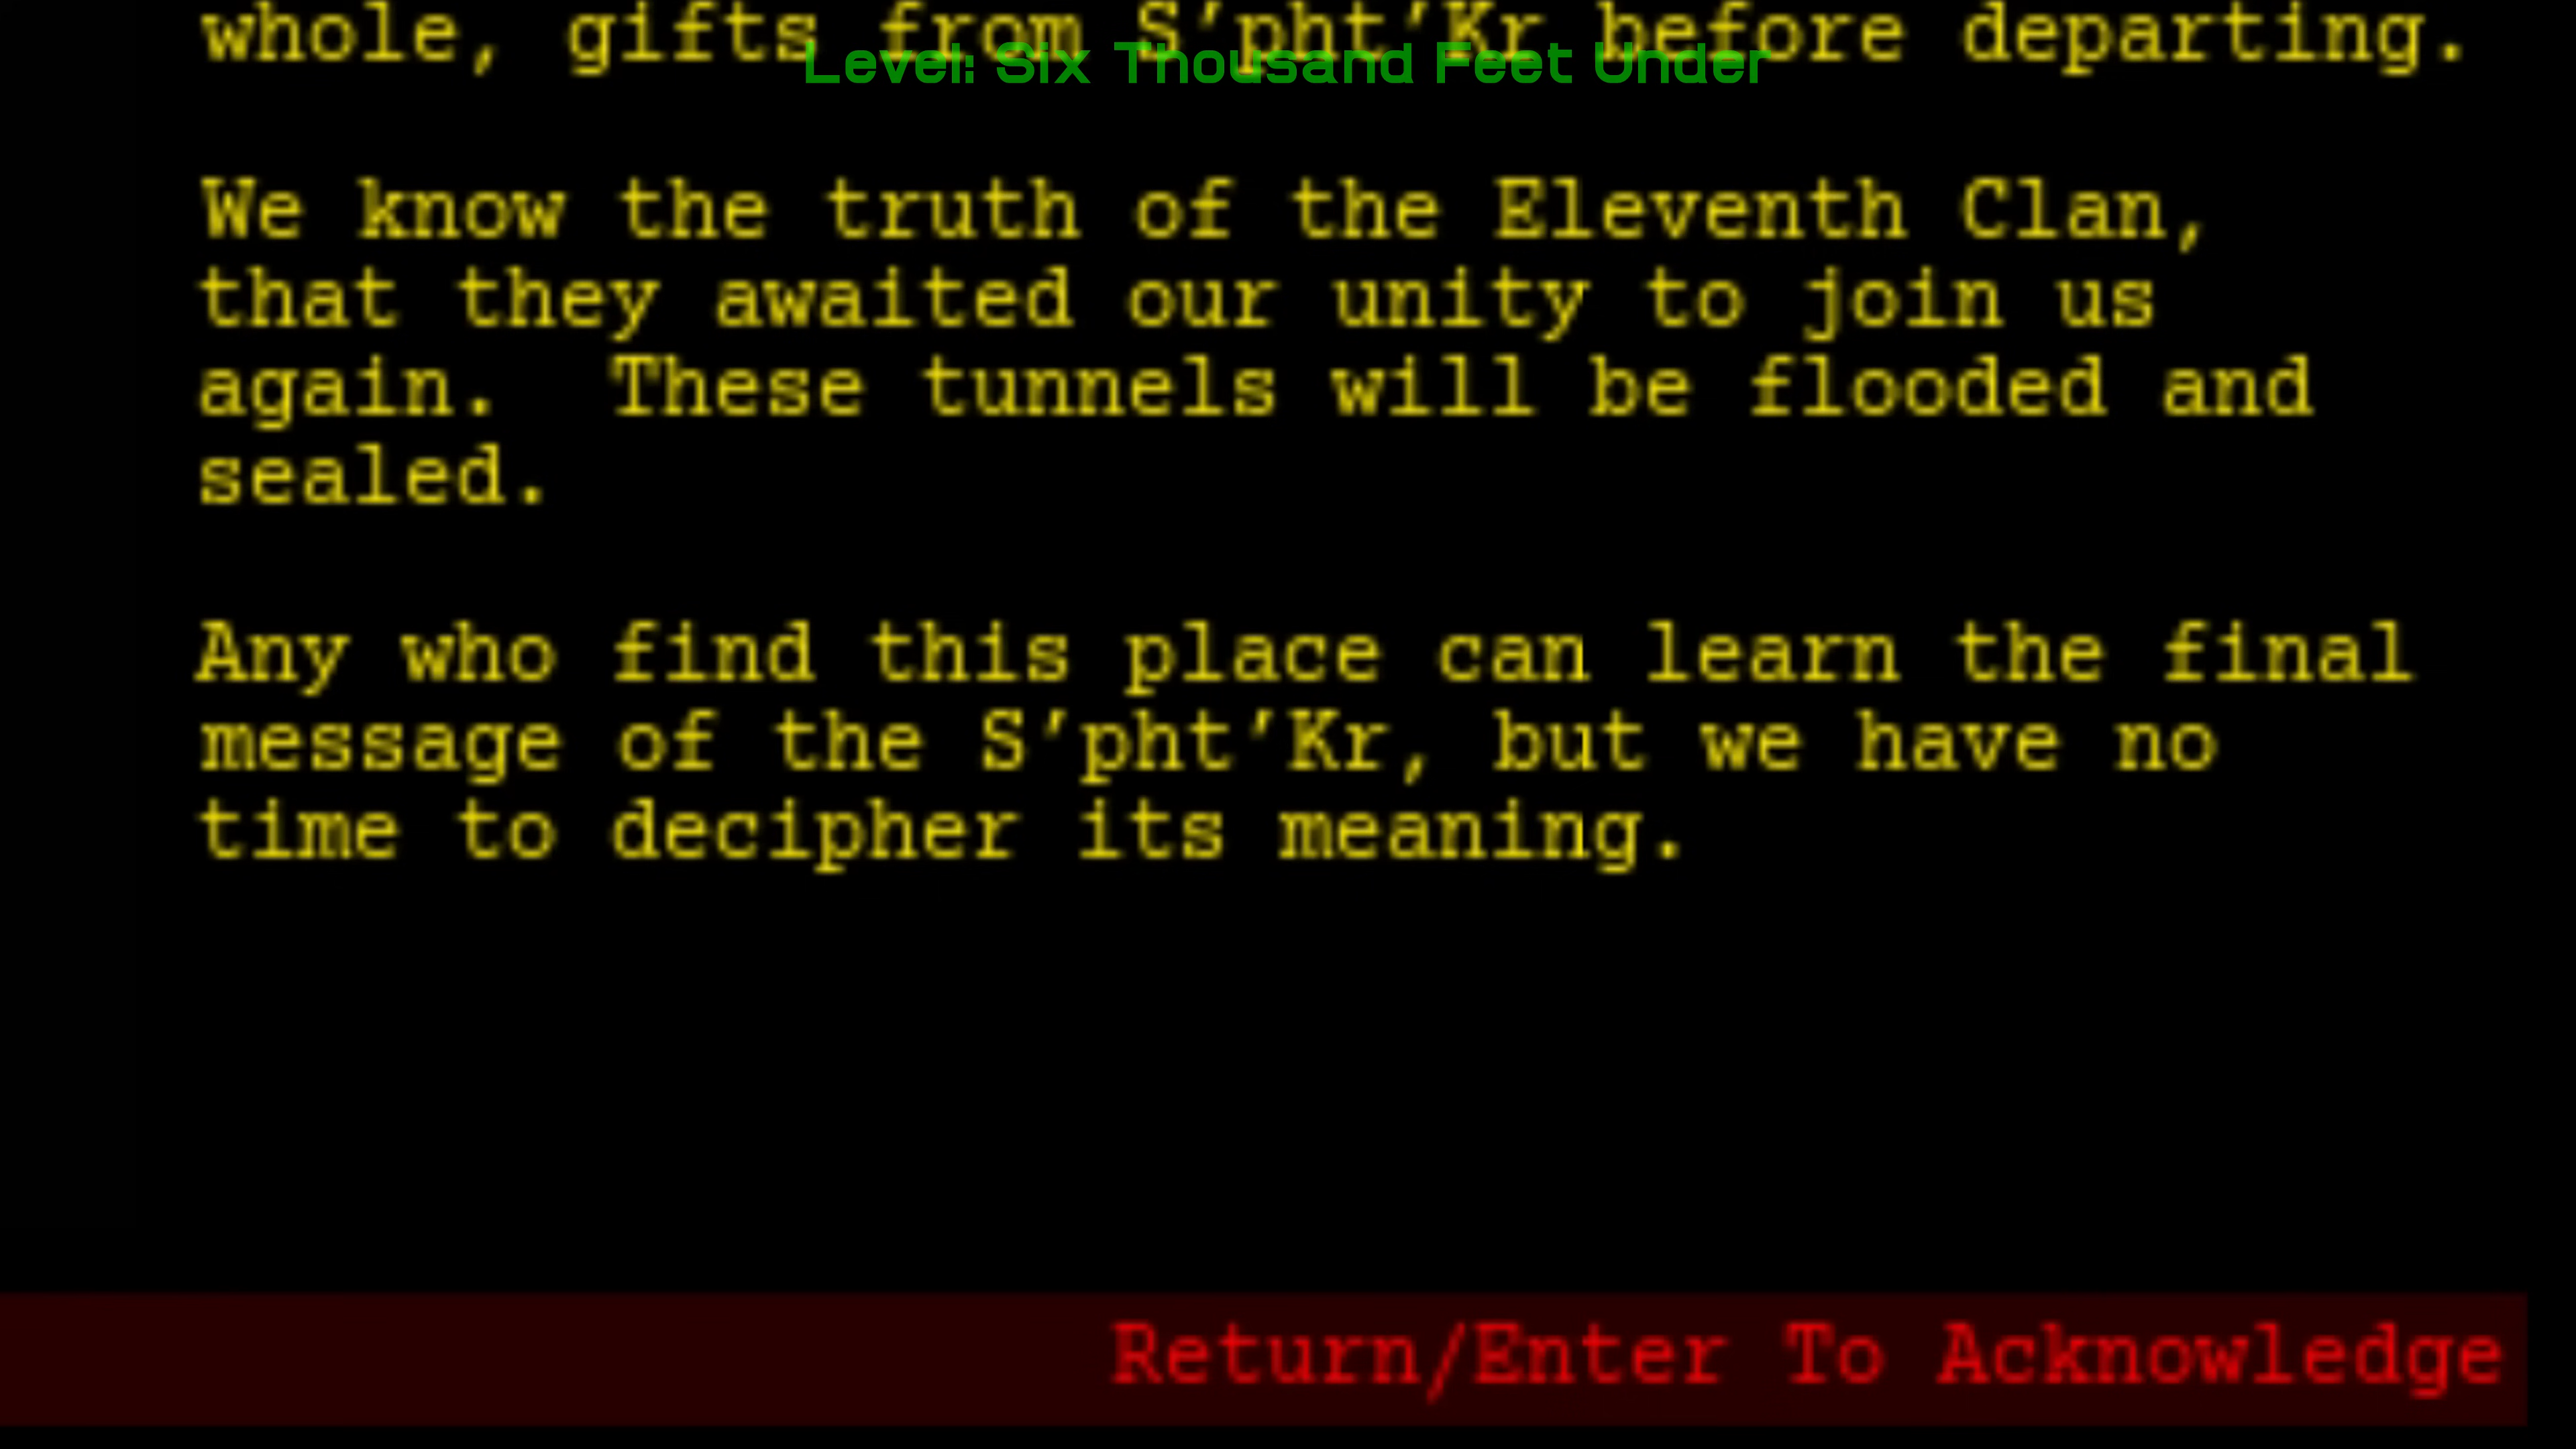 whole, gifts from S'pht'Kr before departing.
Level: Six Thousand Feet Under
We know the truth of the Eleventh Clan,
that they awaited our unity to join us
again.  These tunnels will be flooded and
sealed.
Any who find this place can learn the final
message of the S'pht'Kr, but we have no
time to decipher its meaning.
Return/Enter To Acknowledge